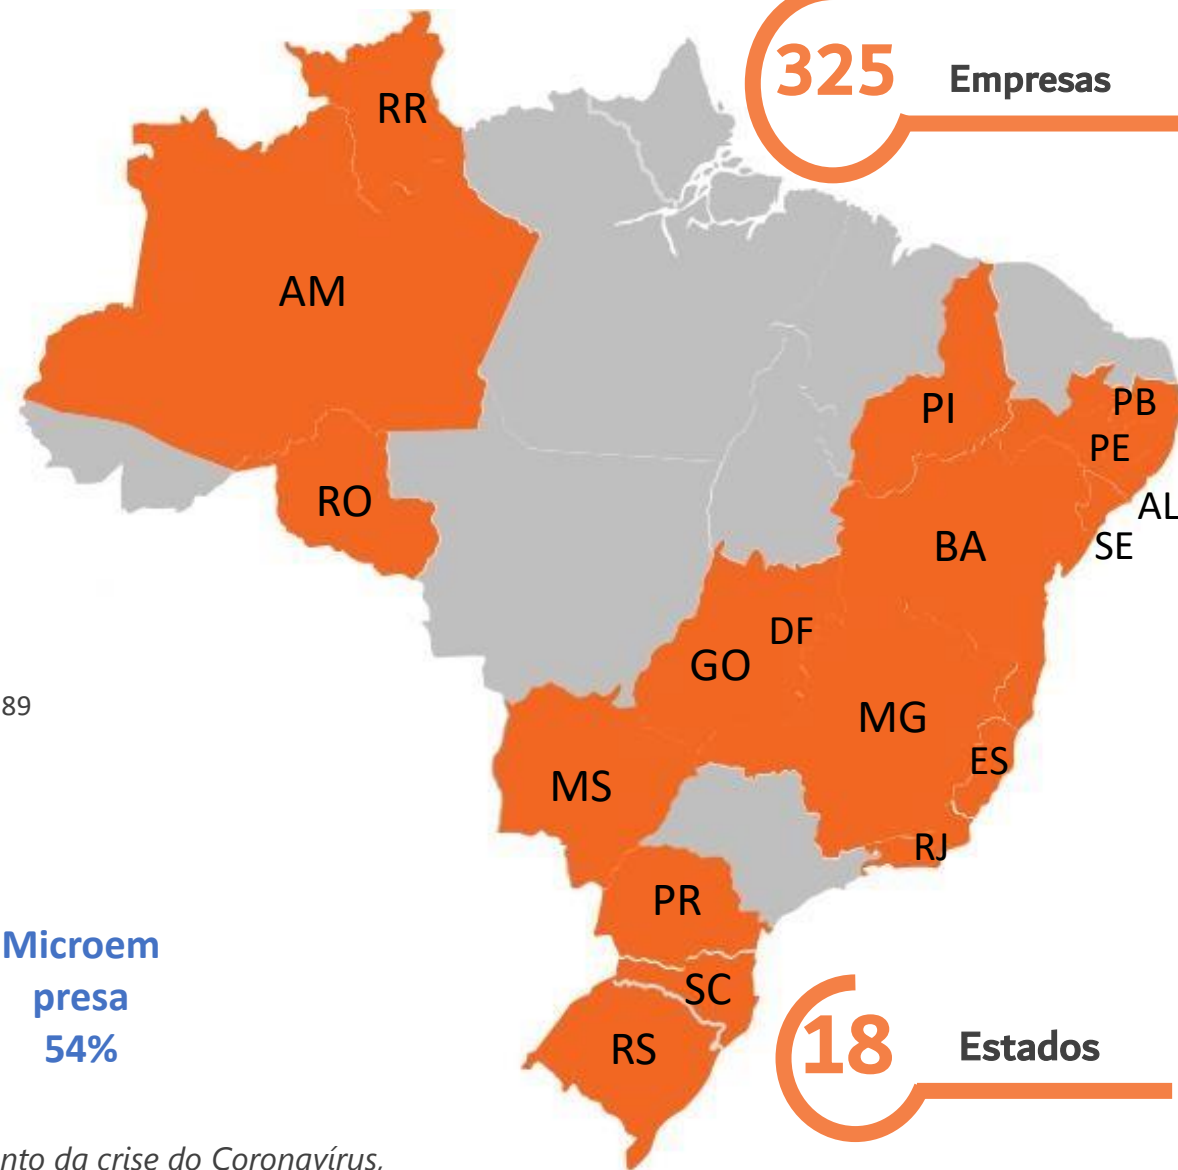 325 Empresas
RR
AM
PI
PB
PE
RO
AL
BA
SE
DF
GO
89
MG
ES
MS
RJ
PR
Microem
presa
54%
SC
RS
18 Estados
nto da crise do Coronavírus,